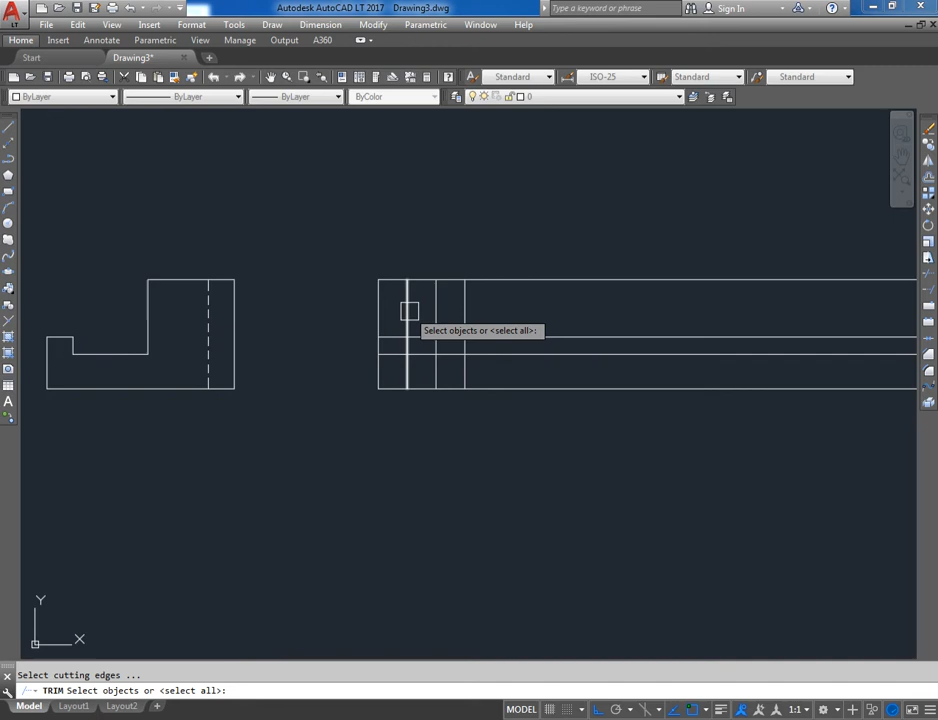 Autodesk AutoCAD LT 2017 Drawing3.dwg
Type a keyword or phrase
Sign In
LT
File Edit View Insert Format Tools Draw Dimension Modify Parametric Window Help
Home Insert Annotate Parametric View Manage Output A360
Start Drawing3*
Standard ISO-25 Standard Standard
ByLayer ByLayer ByLayer ByColor 0
Select objects or <select all>:
Y
X
Select cutting edges ...
TRIM Select objects or <select all>:
Model Layout1 Layout2 + MODEL 1:1